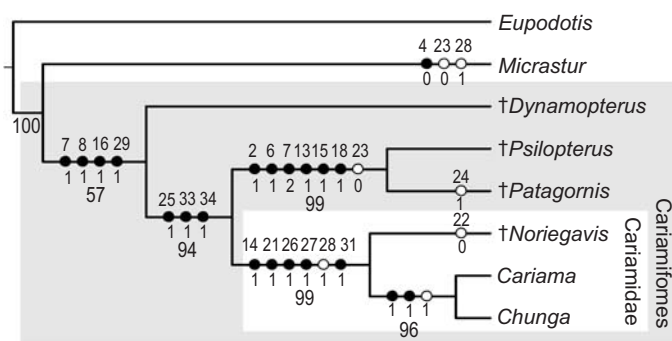 Eupodotis
4 23 28
0 0 1
Micrastur
100
†Dynamopterus
7 8 16 29
1 1 1 1
57
2 6 7 13 15 18 23
1 1 2 1 1 1 0
99
†Psilopterus
24
1
†Patagornis
25 33 34
1 1 1
94
22
0
†Noriegavis
14 21 26 27 28 31
1 1 1 1 1 1
99
Cariama
1 1 1
96
Chunga
Cariamidae
Cariamiformes